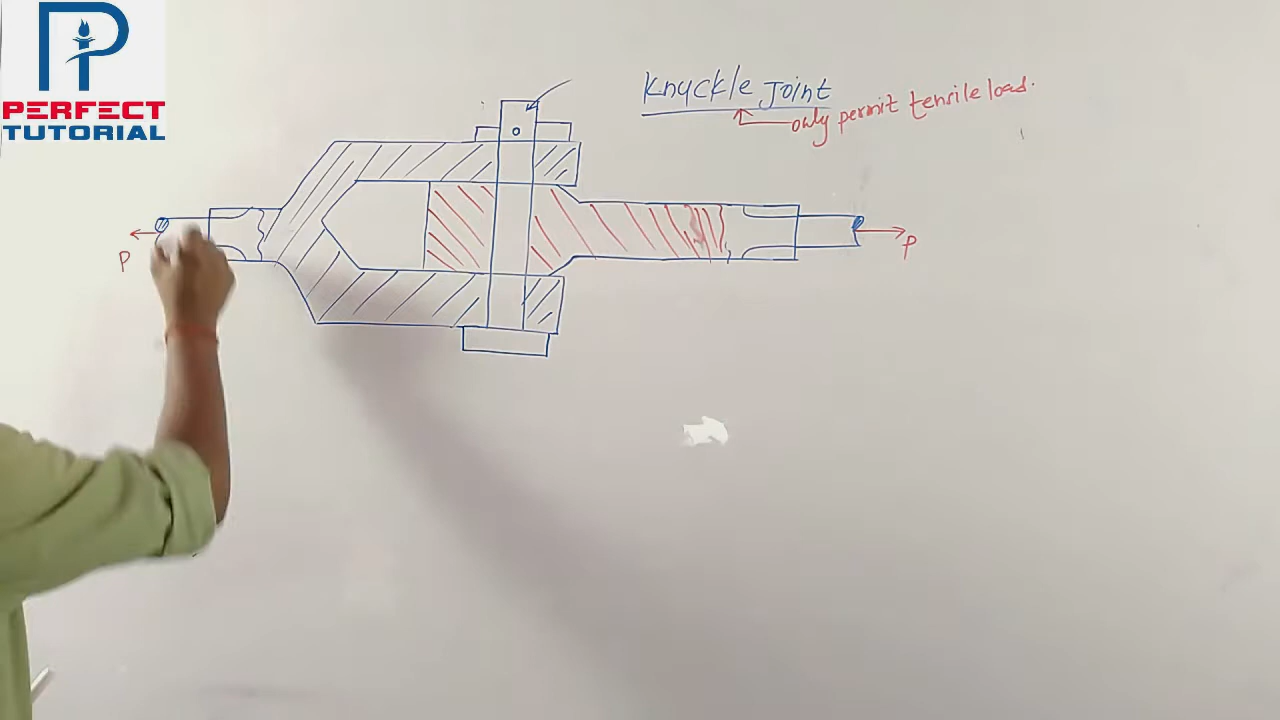 PERFECT
TUTORIAL
Knuckle Joint
only permit tensile load.
P
P